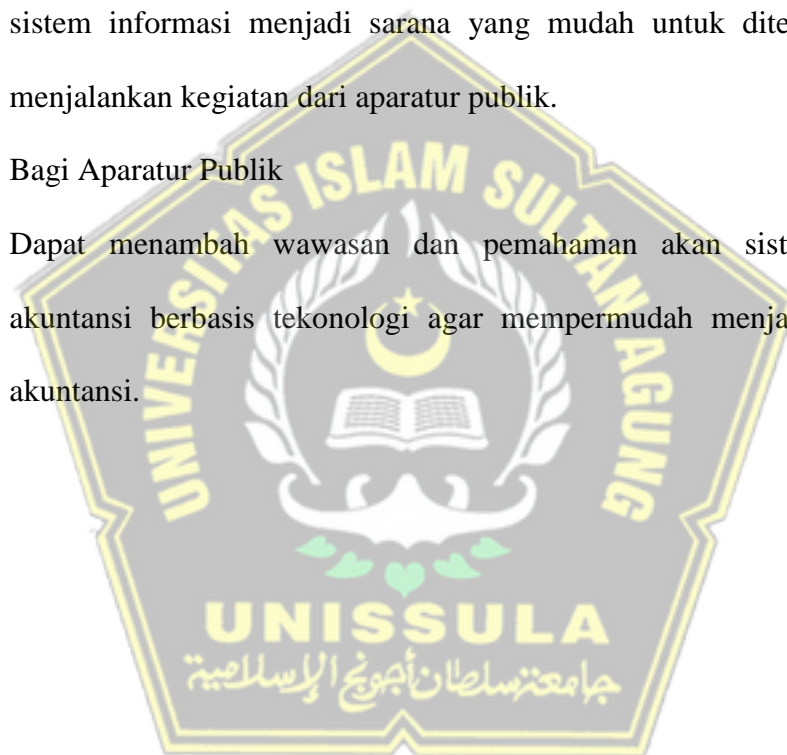 sistem informasi menjadi sarana yang mudah untuk dite
menjalankan kegiatan dari aparatur publik.
Bagi Aparatur Publik
Dapat menambah wawasan dan pemahaman akan sist
akuntansi berbasis tekonologi agar mempermudah menja
akuntansi.
UNIVERSITAS ISLAM SULTAN AGUNG
UNISSULA
جامعة سلطان أجونج الإسلامية